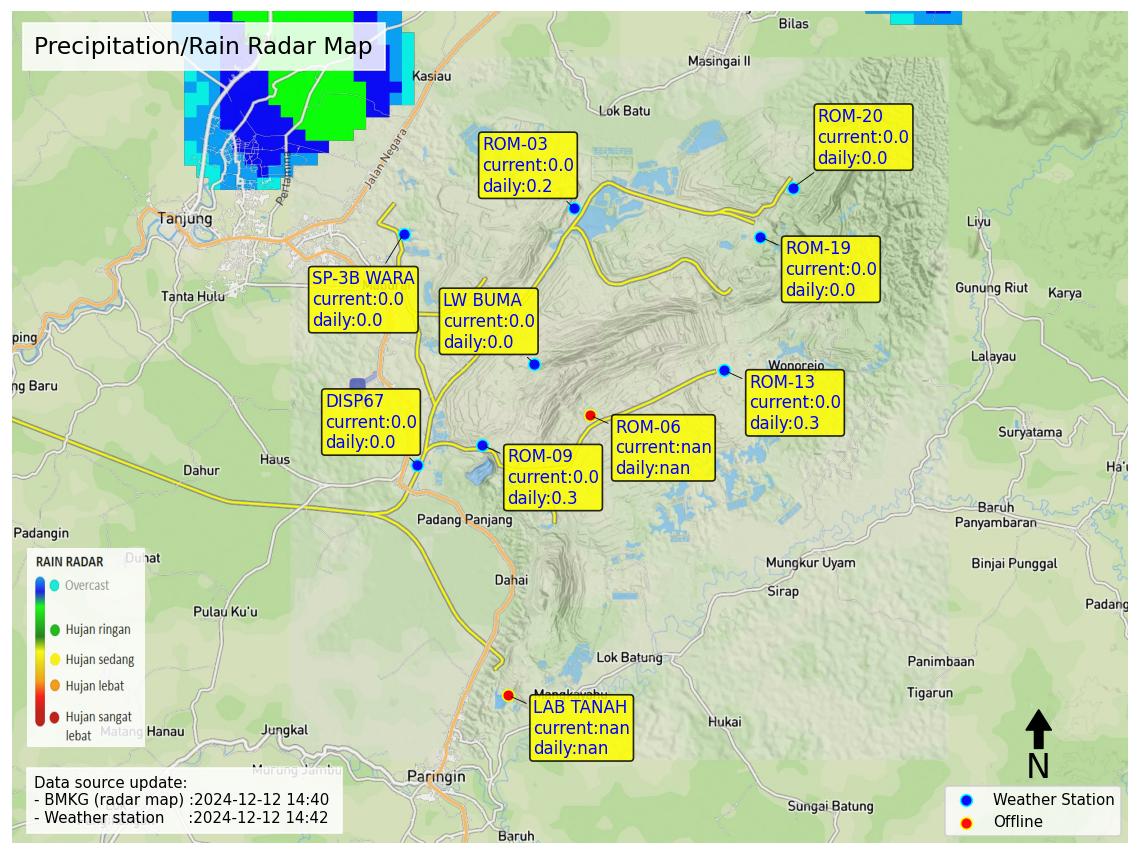 Precipitation/Rain Radar Map
Bilas
Masingai II
Kasiau
Lok Batu
ROM-20
current:0.0
daily:0.0
ROM-03
current:0.0
daily:0.2
Jalan Negara
Tanjung
Liyu
ROM-19
current:0.0
daily:0.0
SP-3B WARA
current:0.0
daily:0.0
Tanta Hulu
LW BUMA
current:0.0
daily:0.0
Gunung Riut
Karya
ping
Lalayau
Wonorejo
ng Baru
ROM-13
current:0.0
daily:0.3
DISP67
current:0.0
daily:0.0
ROM-06
current:nan
daily:nan
Suryatama
Haus
Dahur
ROM-09
current:0.0
daily:0.3
Ha'u
Baruh
Panyambaran
Padang Panjang
Padangin
Duhat
Mungkur Uyam
Binjai Punggal
Dahai
Sirap
Padang
Pulau Ku'u
RAIN RADAR
Overcast
Hujan ringan
Hujan sedang
Hujan lebat
Hujan sangat
lebat
Lok Batung
Panimbaan
Tigarun
Mangkayahu
LAB TANAH
current:nan
daily:nan
Matang Hanau
Jungkal
Hukai
Murung Jambu
Paringin
N
Data source update:
- BMKG (radar map) :2024-12-12 14:40
- Weather station :2024-12-12 14:42
Sungai Batung
Baruh
Weather Station
Offline